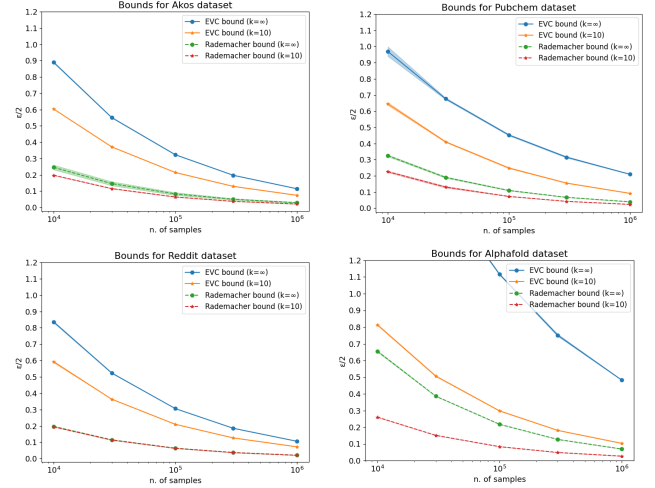 Bounds for Akos dataset
1.2
1.1
1.0
0.9
0.8
0.7
0.6
0.5
0.4
0.3
0.2
0.1
0.0
ε/2
EVC bound (k=∞)
EVC bound (k=10)
Rademacher bound (k=∞)
Rademacher bound (k=10)
10⁴
10⁵
10⁶
n. of samples
Bounds for Pubchem dataset
1.2
1.1
1.0
0.9
0.8
0.7
0.6
0.5
0.4
0.3
0.2
0.1
0.0
ε/2
EVC bound (k=∞)
EVC bound (k=10)
Rademacher bound (k=∞)
Rademacher bound (k=10)
10⁴
10⁵
10⁶
n. of samples
Bounds for Reddit dataset
1.2
1.1
1.0
0.9
0.8
0.7
0.6
0.5
0.4
0.3
0.2
0.1
0.0
ε/2
EVC bound (k=∞)
EVC bound (k=10)
Rademacher bound (k=∞)
Rademacher bound (k=10)
10⁴
10⁵
10⁶
n. of samples
Bounds for Alphafold dataset
1.2
1.1
1.0
0.9
0.8
0.7
0.6
0.5
0.4
0.3
0.2
0.1
0.0
ε/2
EVC bound (k=∞)
EVC bound (k=10)
Rademacher bound (k=∞)
Rademacher bound (k=10)
10⁴
10⁵
10⁶
n. of samples